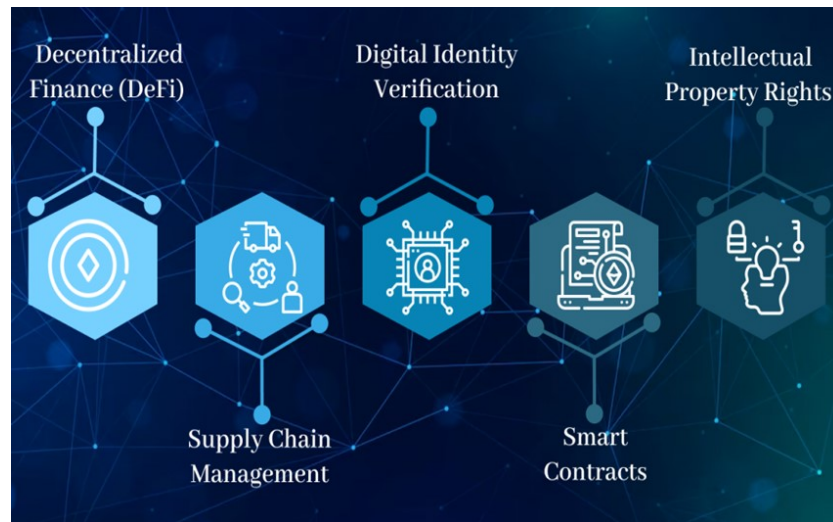 Decentralized
Finance (DeFi)
Digital Identity
Verification
Intellectual
Property Rights
Supply Chain
Management
Smart
Contracts